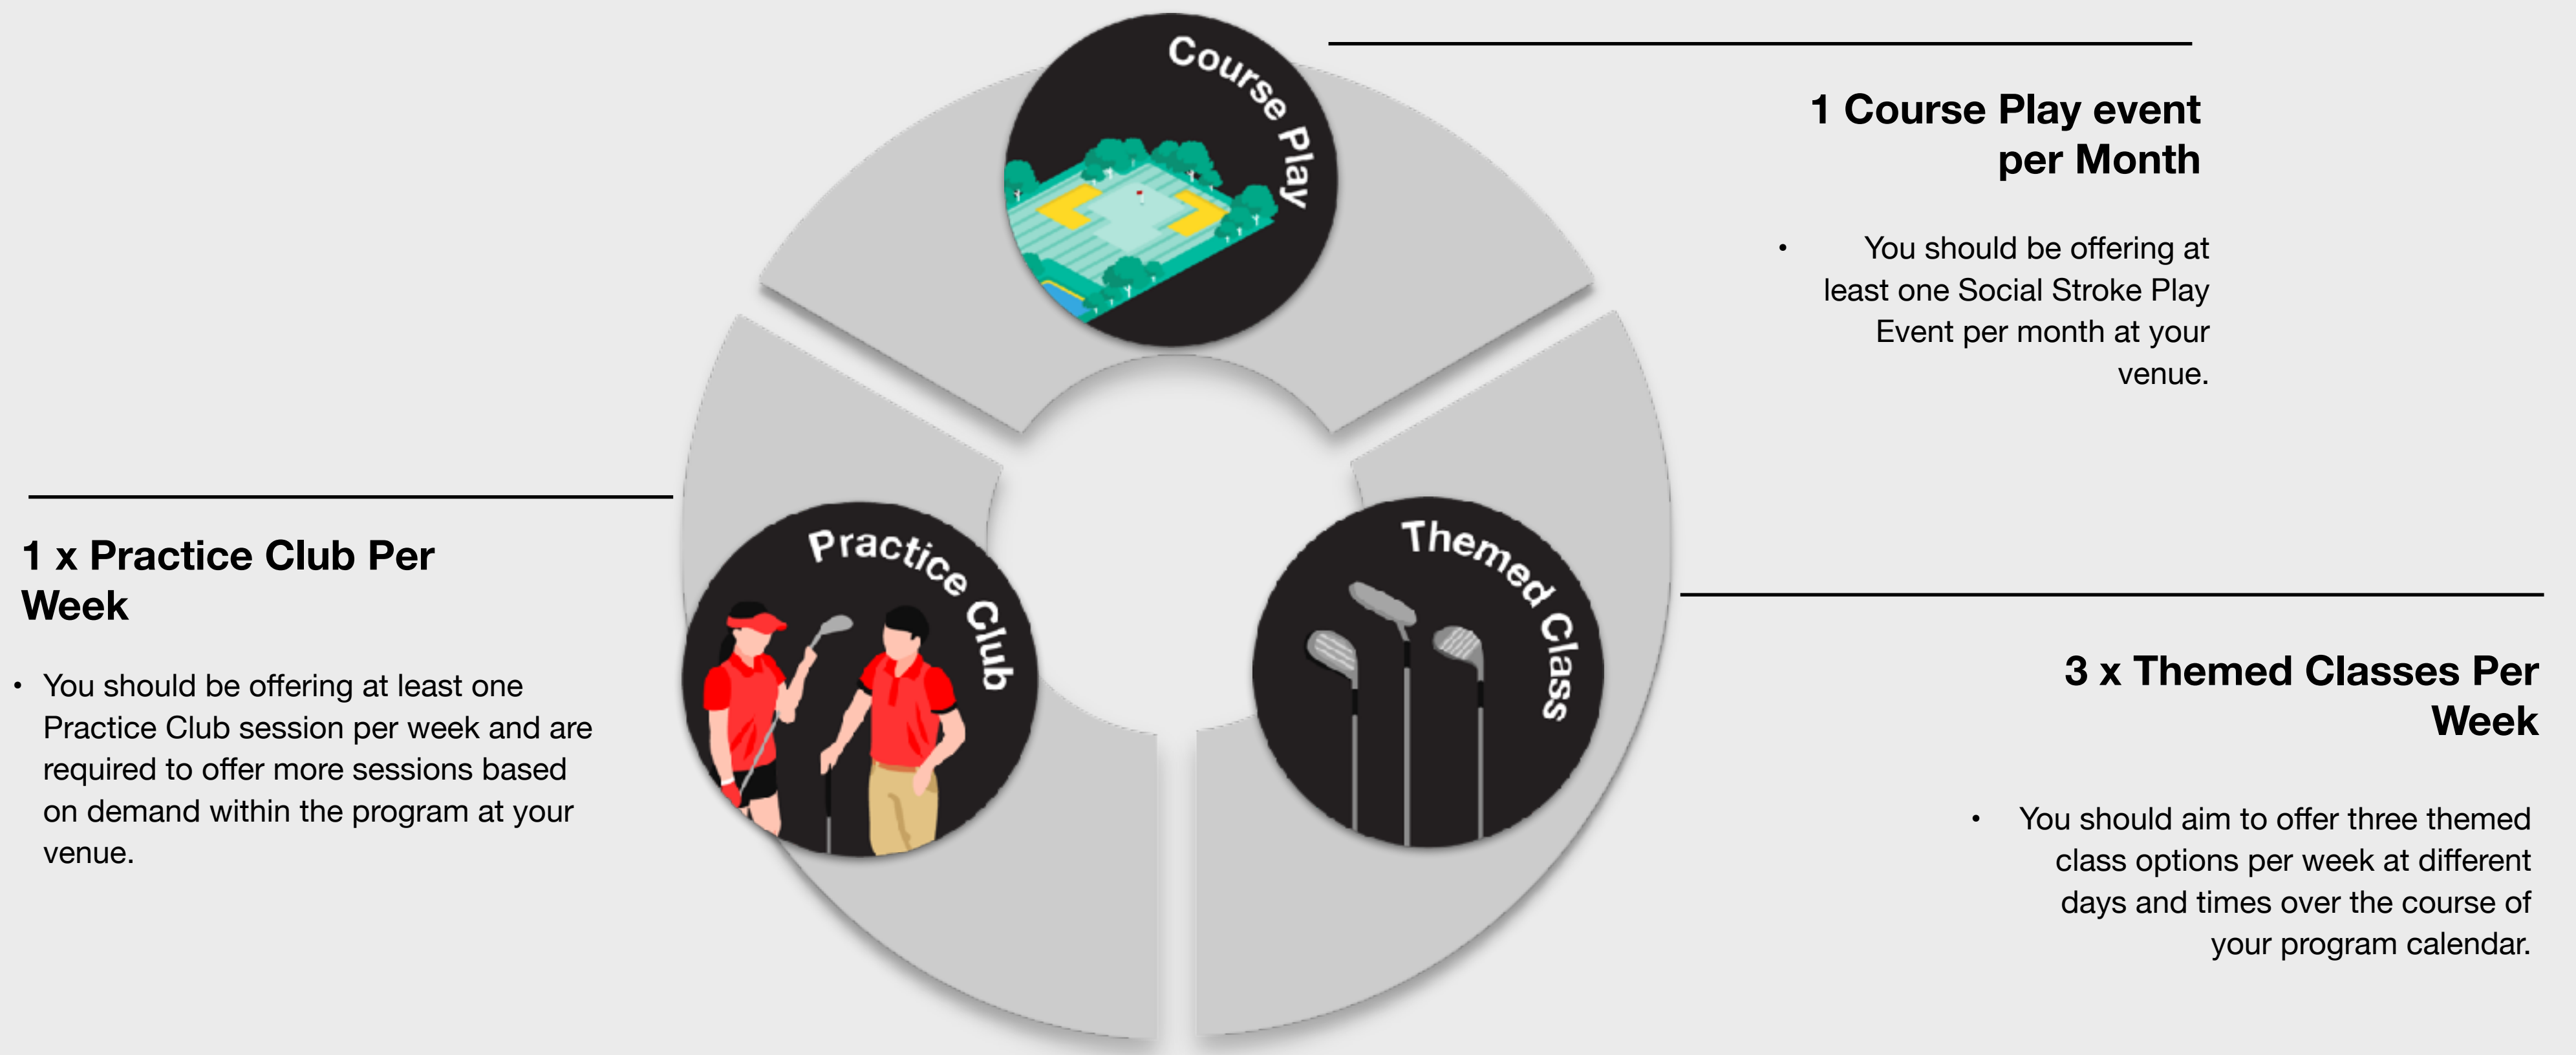 Course Play
1 Course Play event
per Month
• You should be offering at
least one Social Stroke Play
Event per month at your
venue.
Practice Club
1 x Practice Club Per
Week
• You should be offering at least one
Practice Club session per week and are
required to offer more sessions based
on demand within the program at your
venue.
Themed Class
3 x Themed Classes Per
Week
• You should aim to offer three themed
class options per week at different
days and times over the course of
your program calendar.